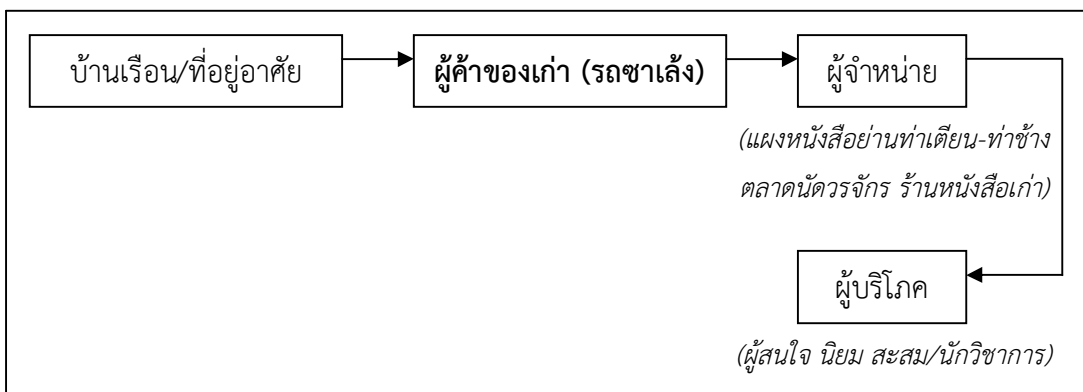 บ้านเรือน/ที่อยู่อาศัย
ผู้ค้าของเก่า (รถซาเล้ง)
ผู้จำหน่าย
(แผงหนังสือย่านท่าเตียน-ท่าช้าง
ตลาดนัดวรจักร ร้านหนังสือเก่า)
ผู้บริโภค
(ผู้สนใจ นิยม สะสม/นักวิชาการ)